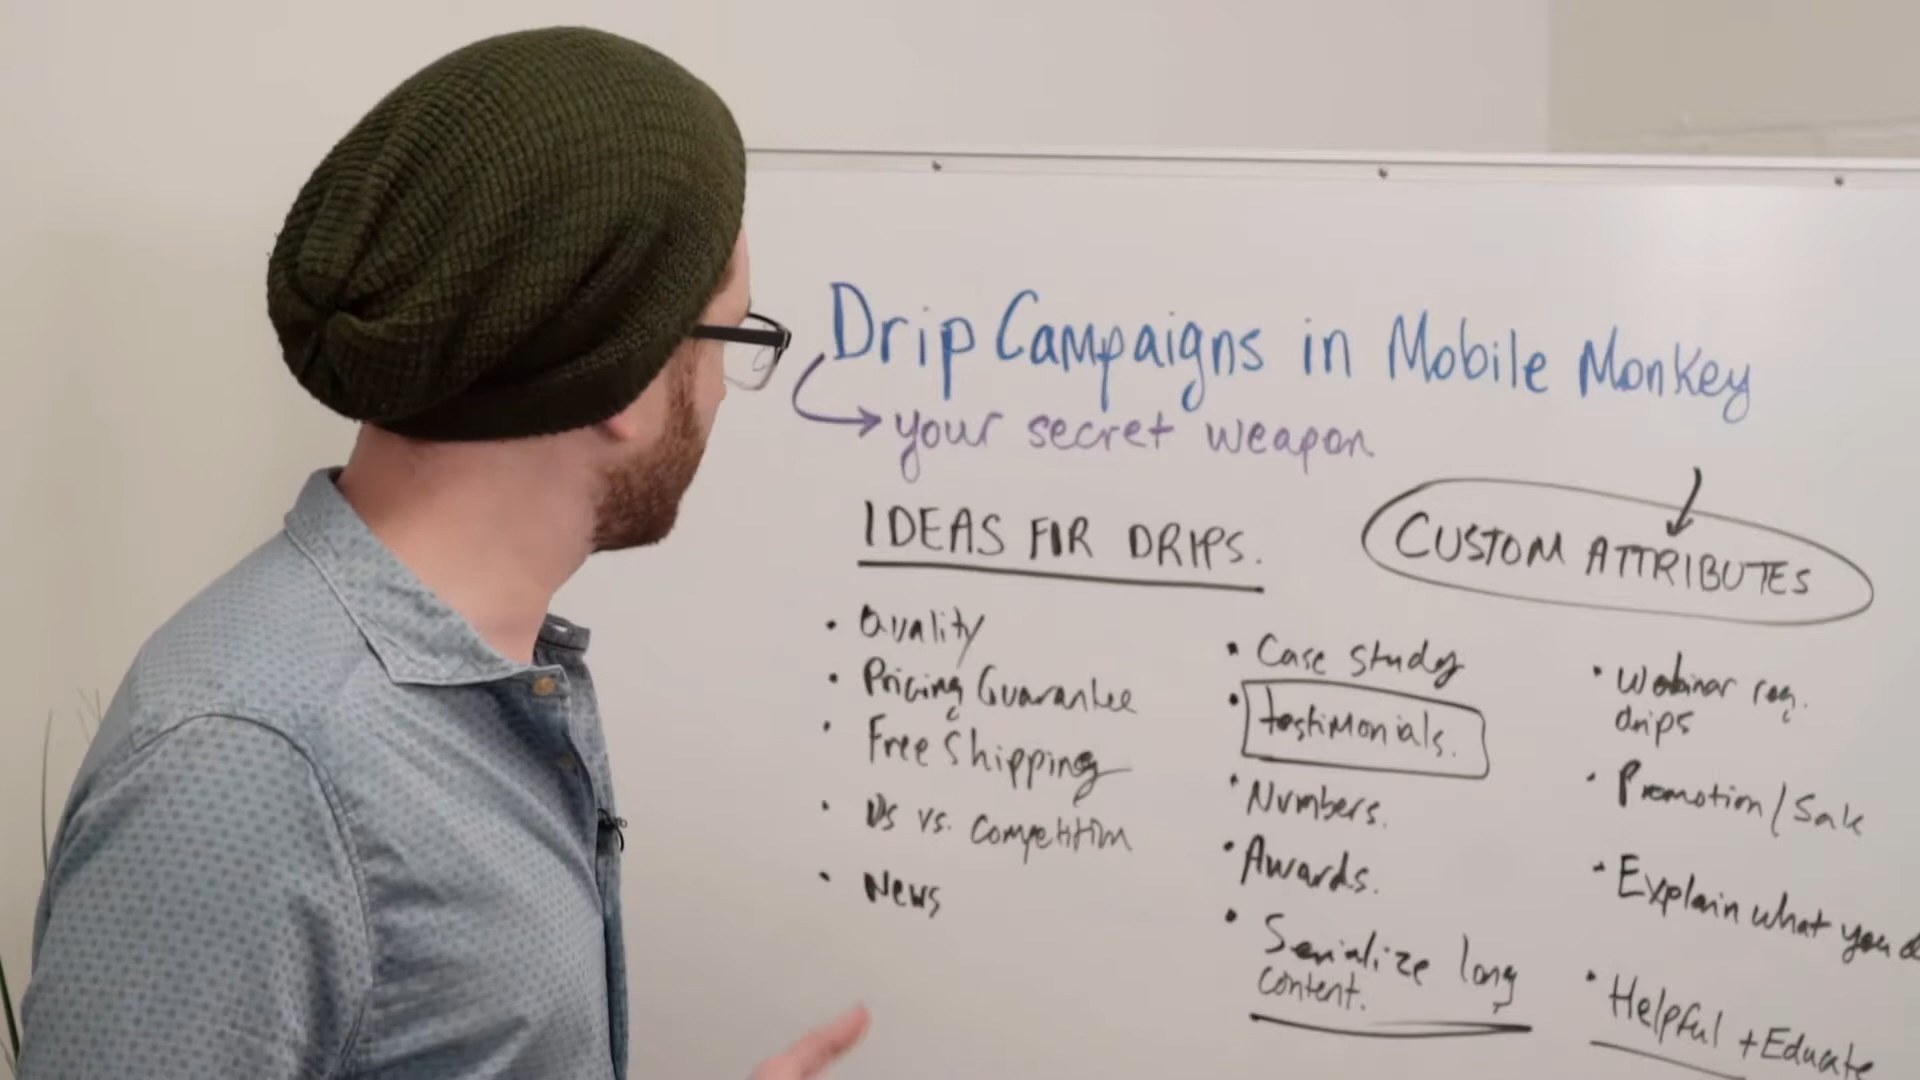 Drip Campaigns in Mobile Monkey
your secret weapon
IDEAS FOR DRIPS.
CUSTOM ATTRIBUTES
• Quality
• Pricing Guarantee
• Free Shipping
• Us vs. Competition
• News
• Case Study
• testimonials.
• Numbers.
• Awards.
• Serialize long
content.
• Webinar reg.
drips
• Promotion / Sale
• Explain what you
• Helpful + Educate